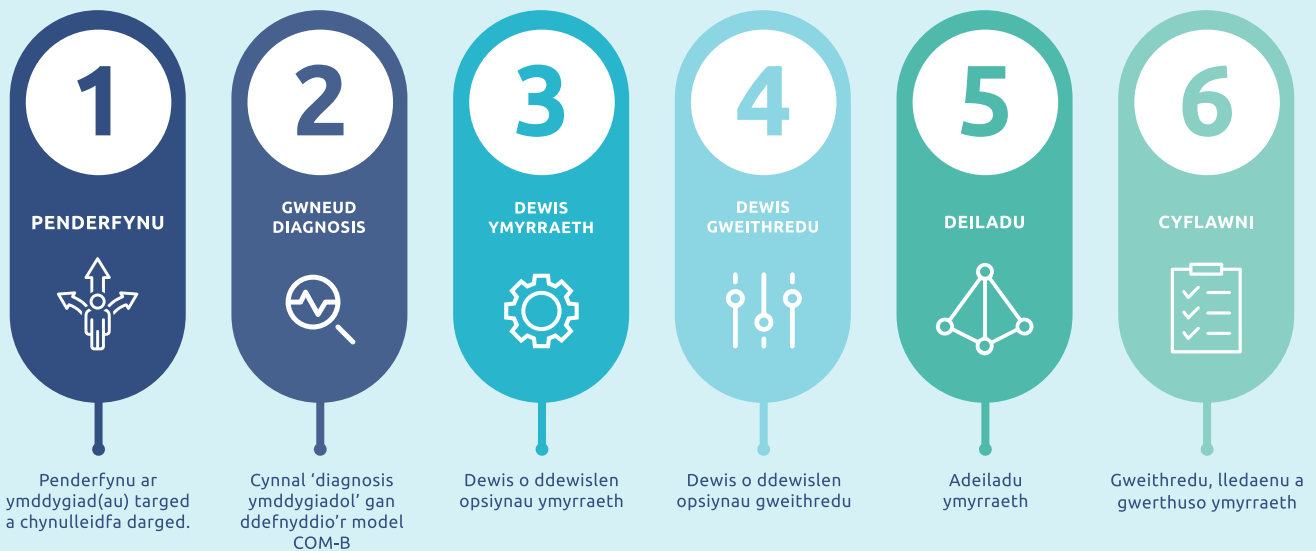 1
PENDERFYNU
Penderfynu ar
ymddygiad(au) targed
a chynulleidfa darged.
2
GWNEUD
DIAGNOSIS
Cynnal ‘diagnosis
ymddygiadol’ gan
ddefnyddio’r model
COM-B
3
DEWIS
YMYRRAETH
Dewis o ddewislen
opsiynau ymyrraeth
4
DEWIS
GWEITHREDU
Dewis o ddewislen
opsiynau gweithredu
5
DEILADU
Adeiladu
ymyrraeth
6
CYFLAWNI
Gweithredu, lledaenu a
gwerthuso ymyrraeth